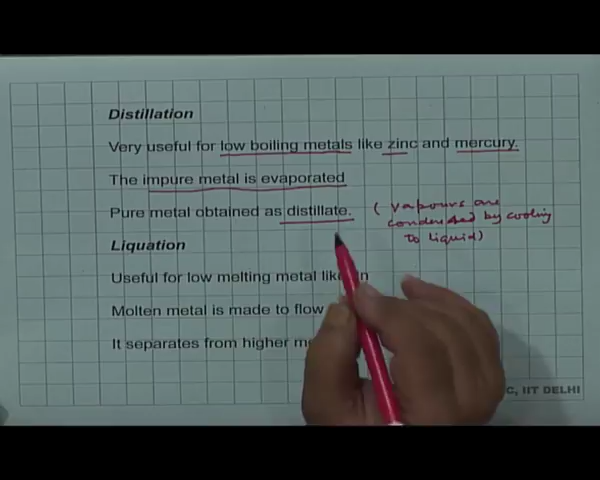 Distillation
Very useful for low boiling metals like zinc and mercury.
The impure metal is evaporated
Pure metal obtained as distillate. ( vapours are
condensed by cooling
to liquid)
Liquation
Useful for low melting metal like
Molten metal is made to flow
It separates from higher
C, IIT DELHI